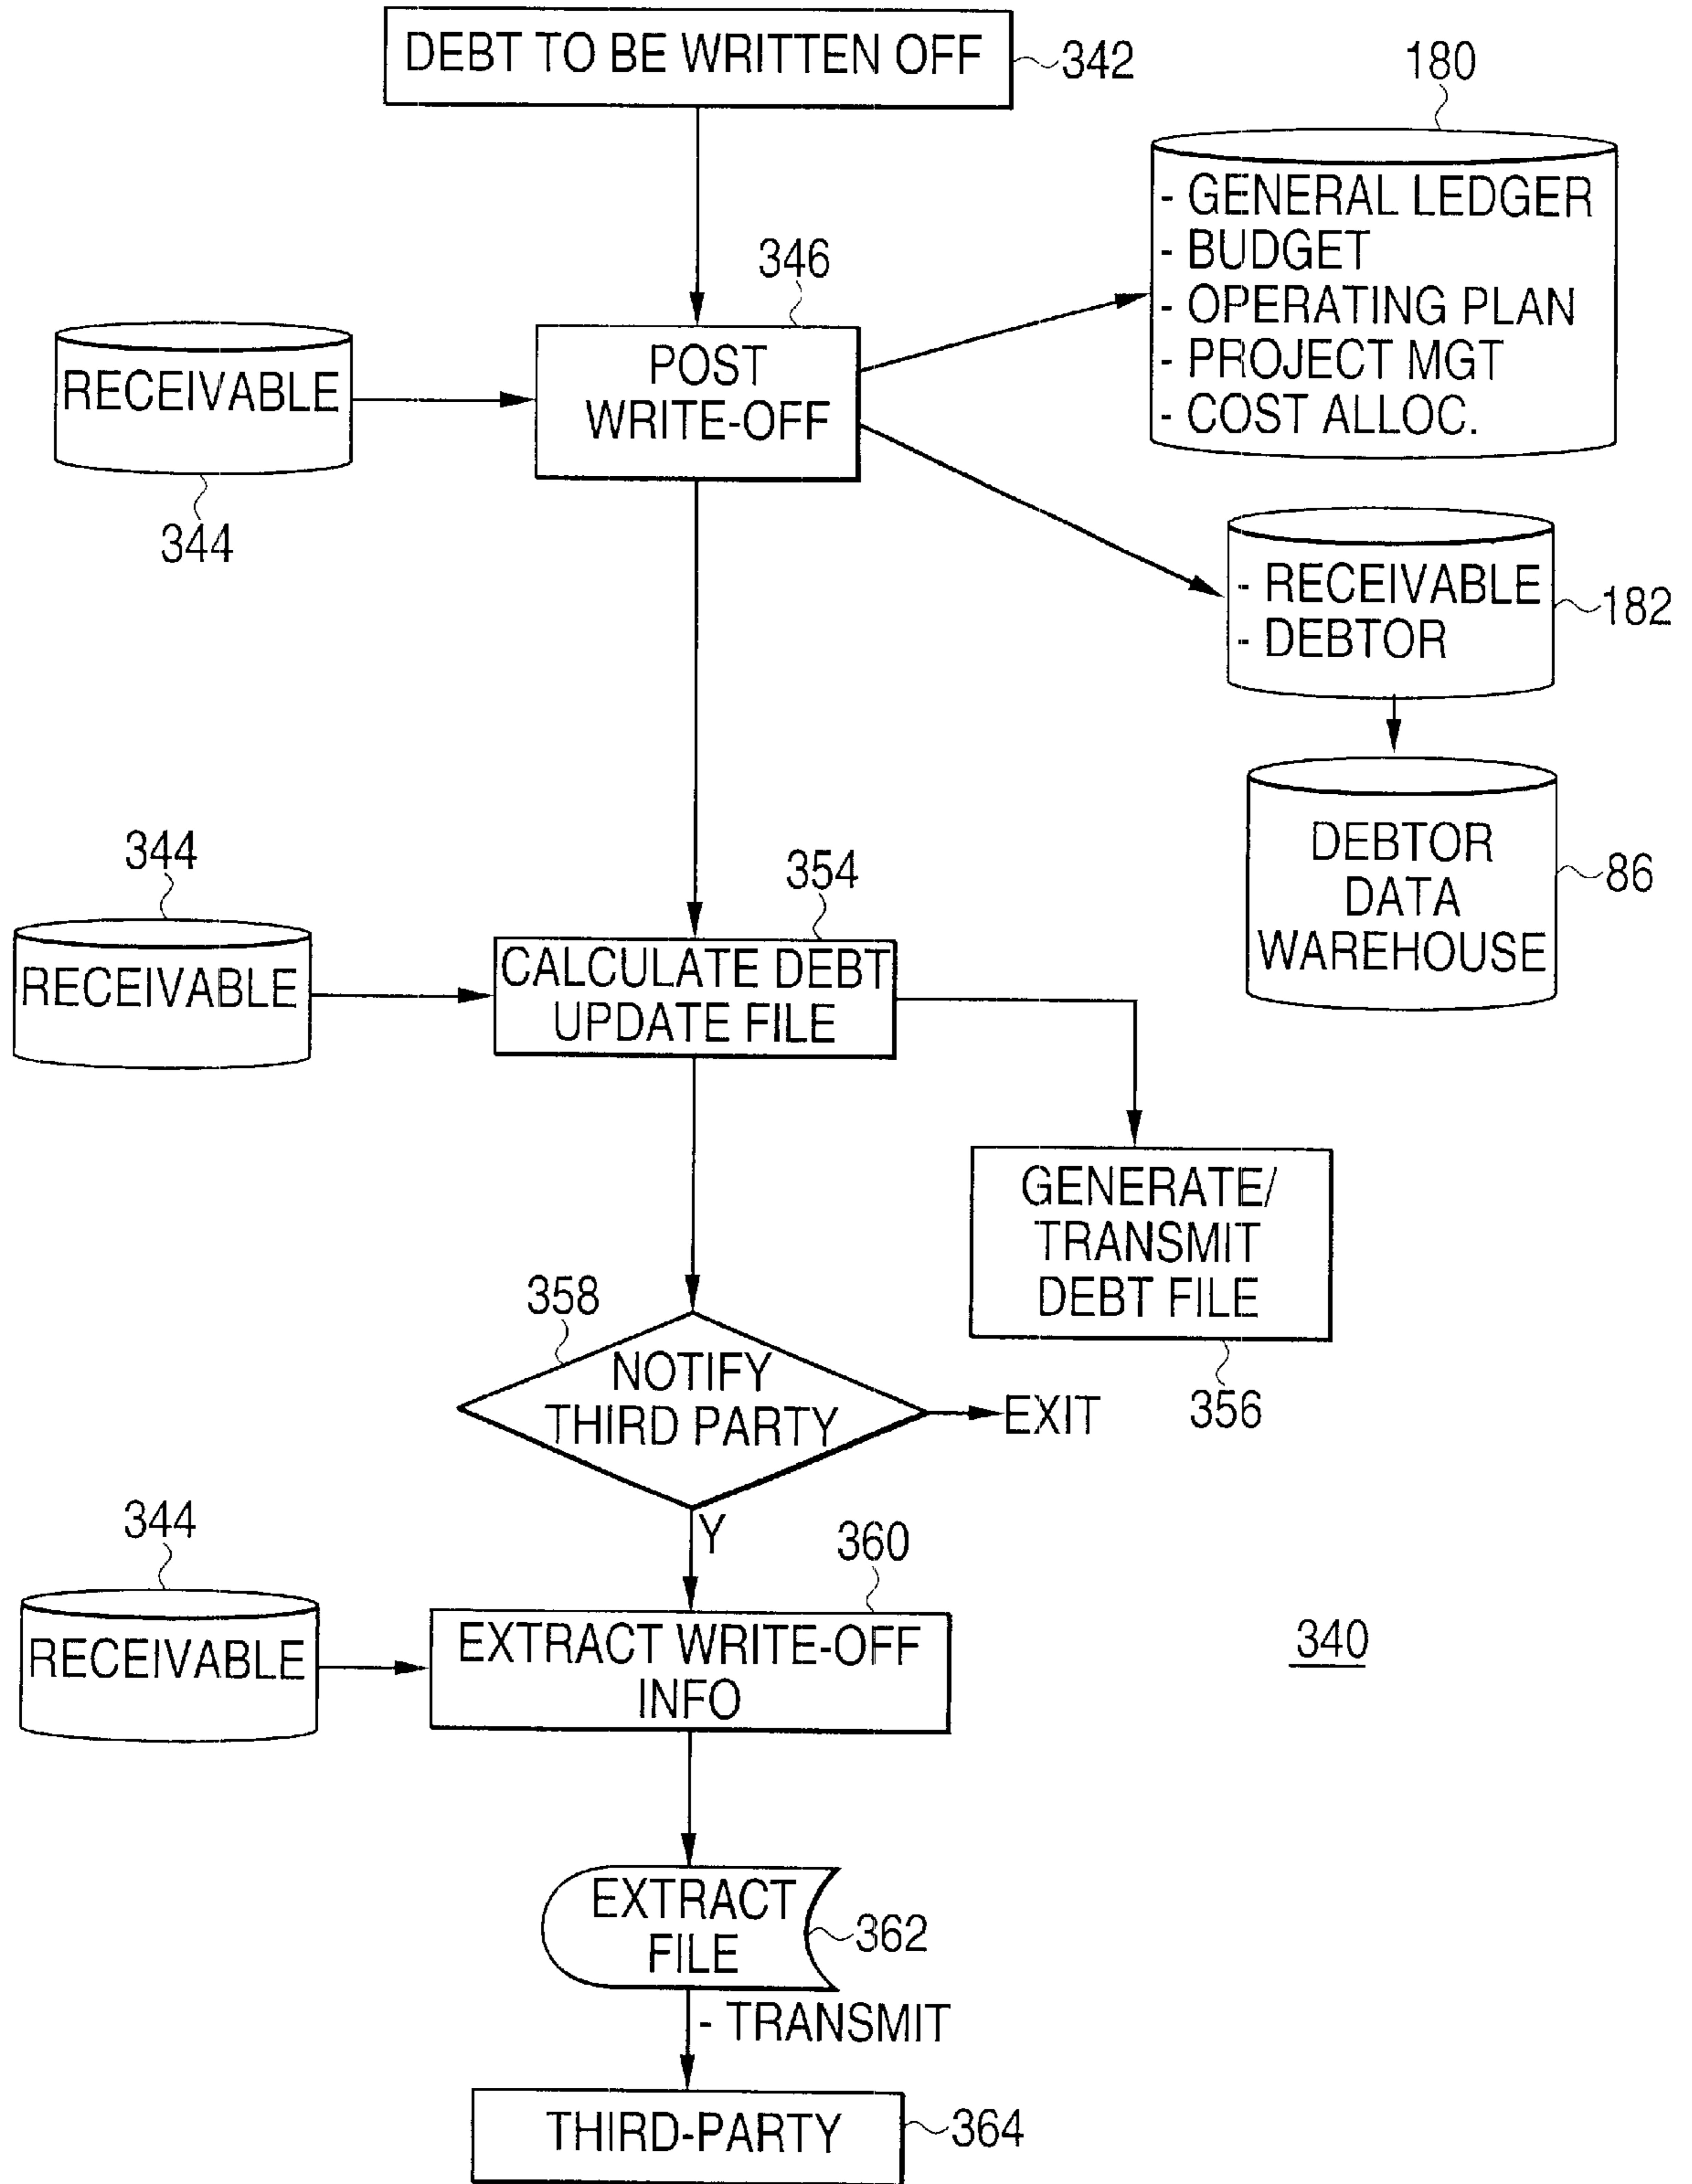 DEBT TO BE WRITTEN OFF
342
180
- GENERAL LEDGER
- BUDGET
- OPERATING PLAN
- PROJECT MGT
- COST ALLOC.
346
POST
WRITE-OFF
RECEIVABLE
344
- RECEIVABLE
- DEBTOR
182
DEBTOR
DATA
WAREHOUSE
86
344
RECEIVABLE
354
CALCULATE DEBT
UPDATE FILE
GENERATE/
TRANSMIT
DEBT FILE
356
358
NOTIFY
THIRD PARTY
EXIT
Y
344
RECEIVABLE
360
EXTRACT WRITE-OFF
INFO
340
EXTRACT
FILE
362
- TRANSMIT
THIRD-PARTY
364